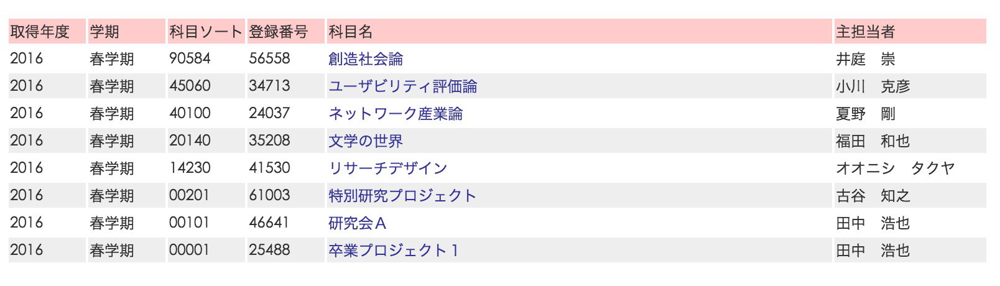 取得年度 学期 科目ソート 登録番号 科目名 主担当者
2016 春学期 90584 56558 創造社会論 井庭　崇
2016 春学期 45060 34713 ユーザビリティ評価論 小川　克彦
2016 春学期 40100 24037 ネットワーク産業論 夏野　剛
2016 春学期 20140 35208 文学の世界 福田　和也
2016 春学期 14230 41530 リサーチデザイン オオニシ　タクヤ
2016 春学期 00201 61003 特別研究プロジェクト 古谷　知之
2016 春学期 00101 46641 研究会Ａ 田中　浩也
2016 春学期 00001 25488 卒業プロジェクト１ 田中　浩也